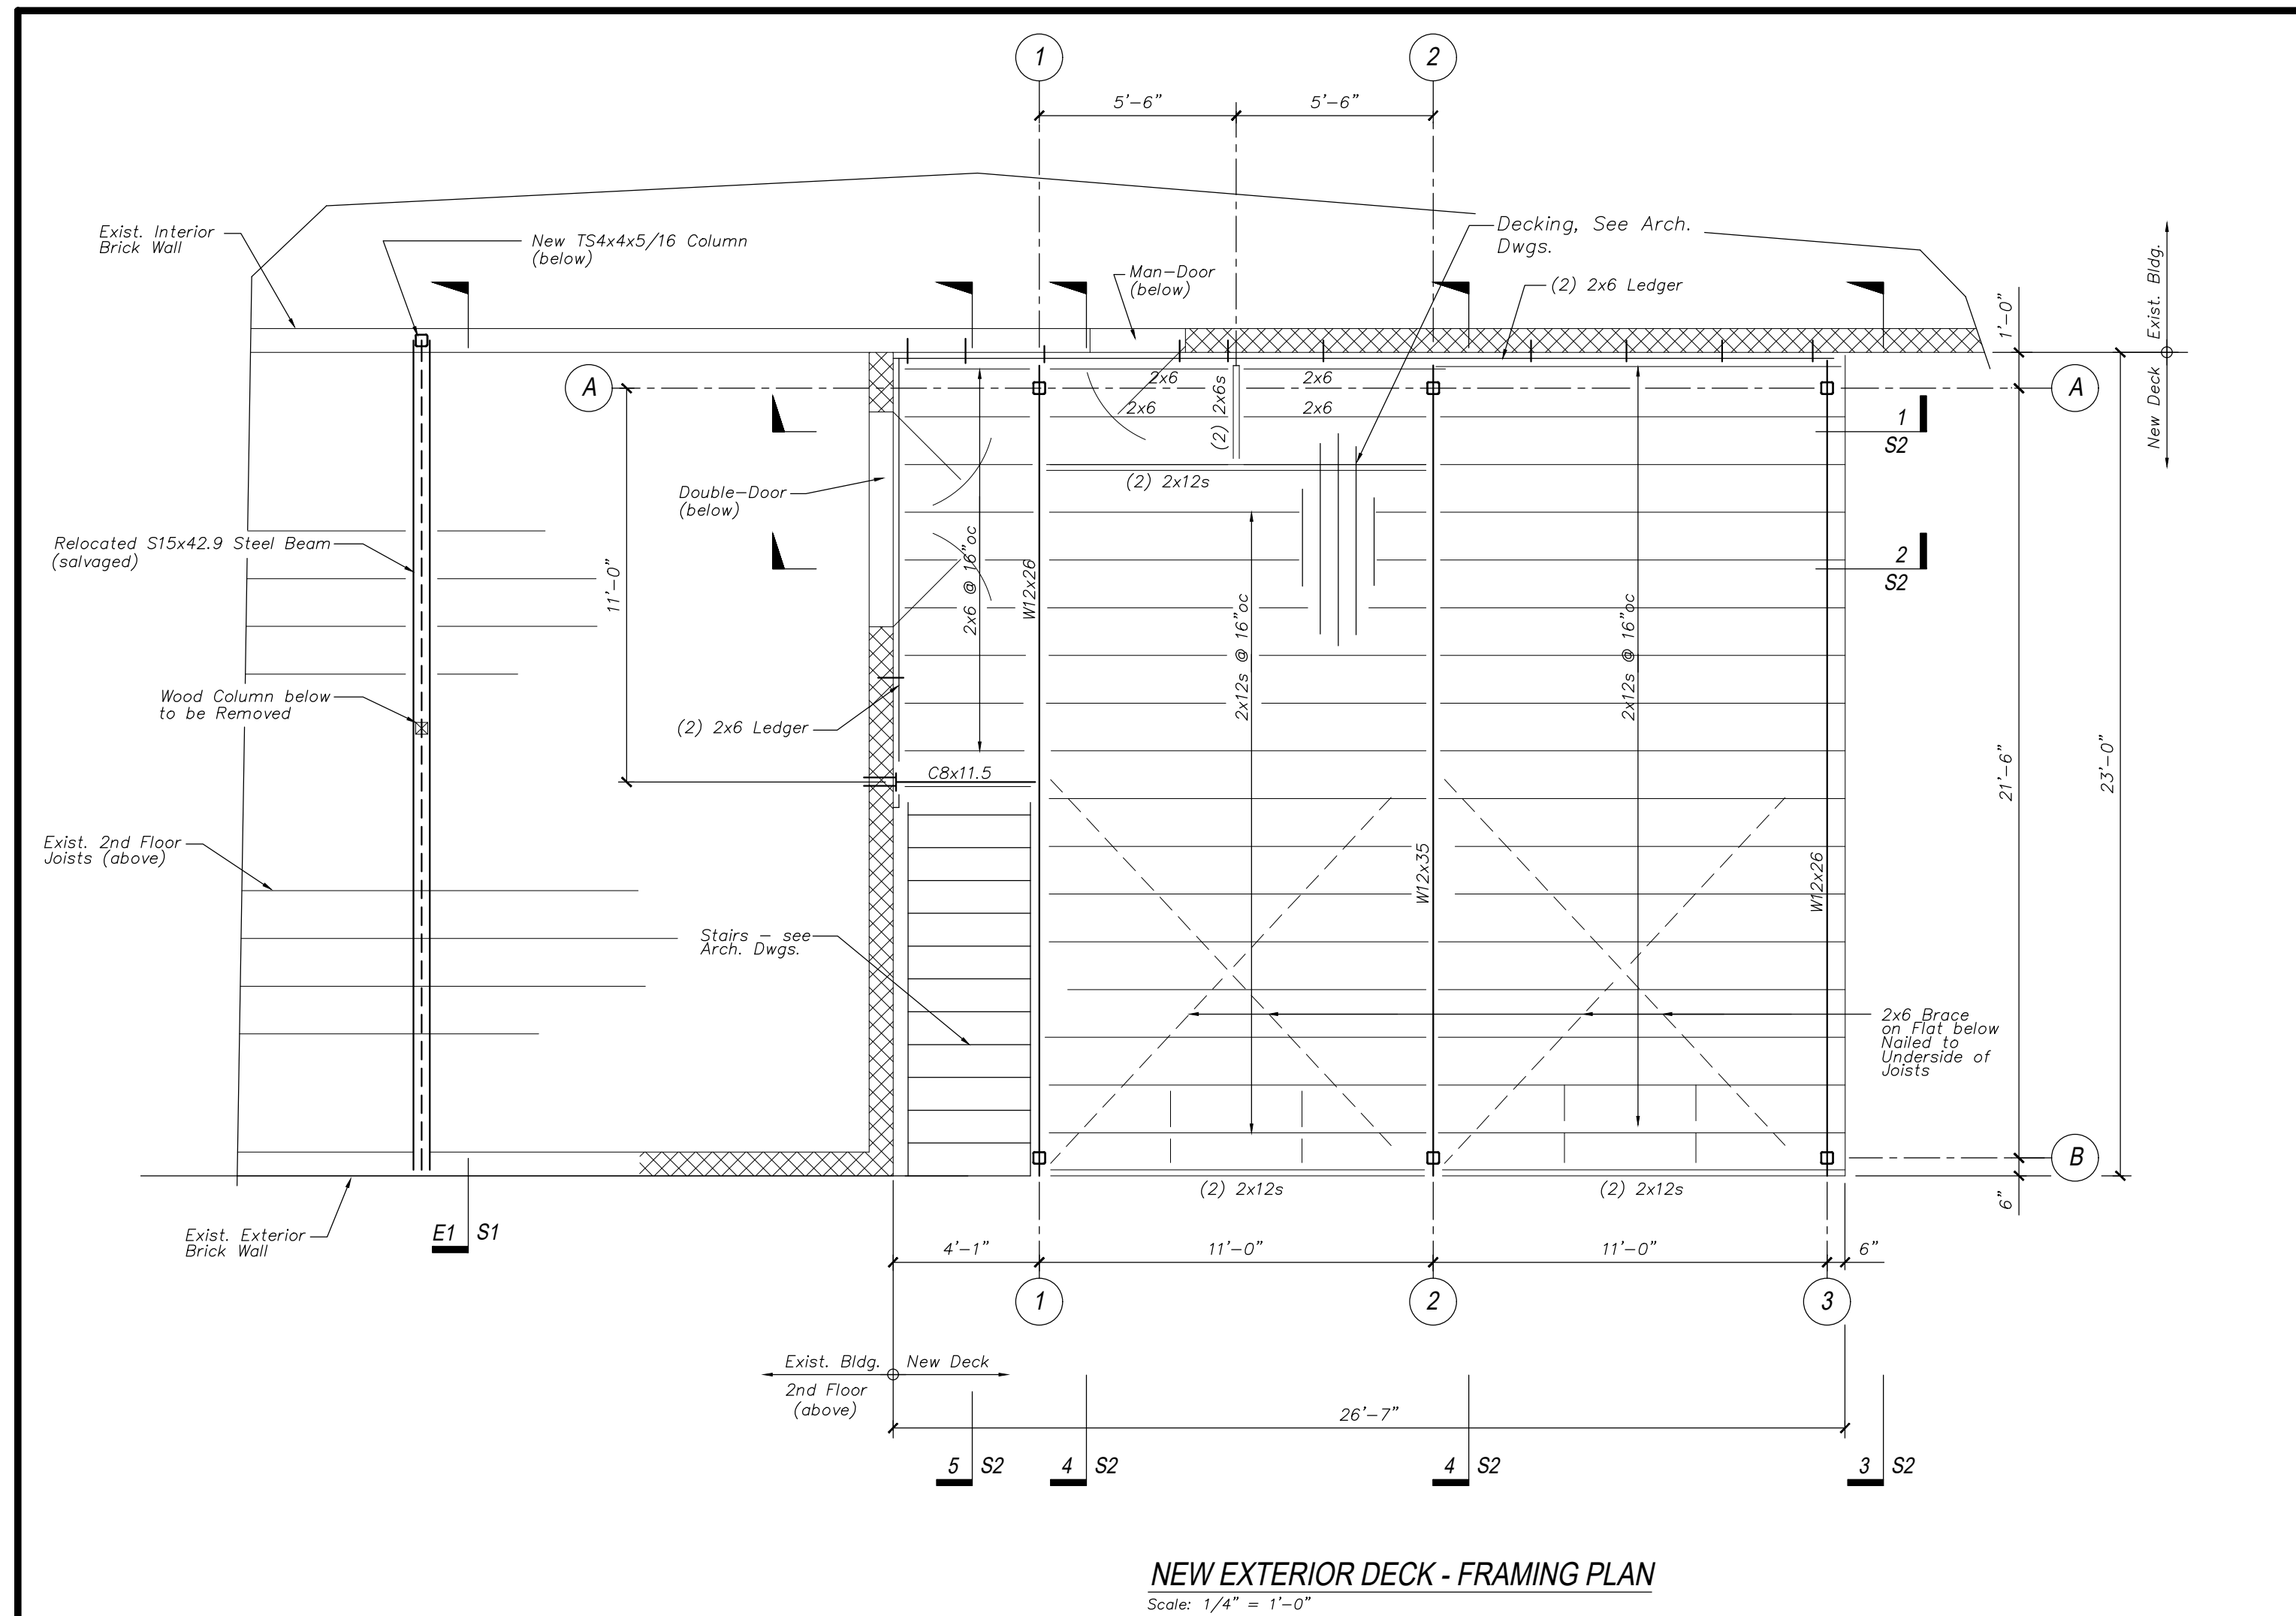 1
2
5'-6"
5'-6"
Exist. Interior
Brick Wall
New TS4x4x5/16 Column
(below)
Man-Door
(below)
Decking, See Arch.
Dwgs.
(2) 2x6 Ledger
1'-0"
Exist. Bldg.
New Deck
A
2x6
2x6
2x6
2x6
(2) 2x6s
A
1
S2
(2) 2x12s
Double-Door
(below)
Relocated S15x42.9 Steel Beam
(salvaged)
11'-0"
2x6 @ 16"oc
W12x26
2x12s @ 16"oc
2x12s @ 16"oc
2
S2
Wood Column below
to be Removed
(2) 2x6 Ledger
C8x11.5
21'-6"
23'-0"
Exist. 2nd Floor
Joists (above)
W12x35
W12x26
Stairs - see
Arch. Dwgs.
2x6 Brace
on Flat below
Nailed to
Underside of
Joists
B
(2) 2x12s
(2) 2x12s
6"
Exist. Exterior
Brick Wall
E1 S1
4'-1"
11'-0"
11'-0"
6"
1
2
3
Exist. Bldg.
New Deck
2nd Floor
(above)
26'-7"
5 S2
4 S2
4 S2
3 S2
NEW EXTERIOR DECK - FRAMING PLAN
Scale: 1/4" = 1'-0"